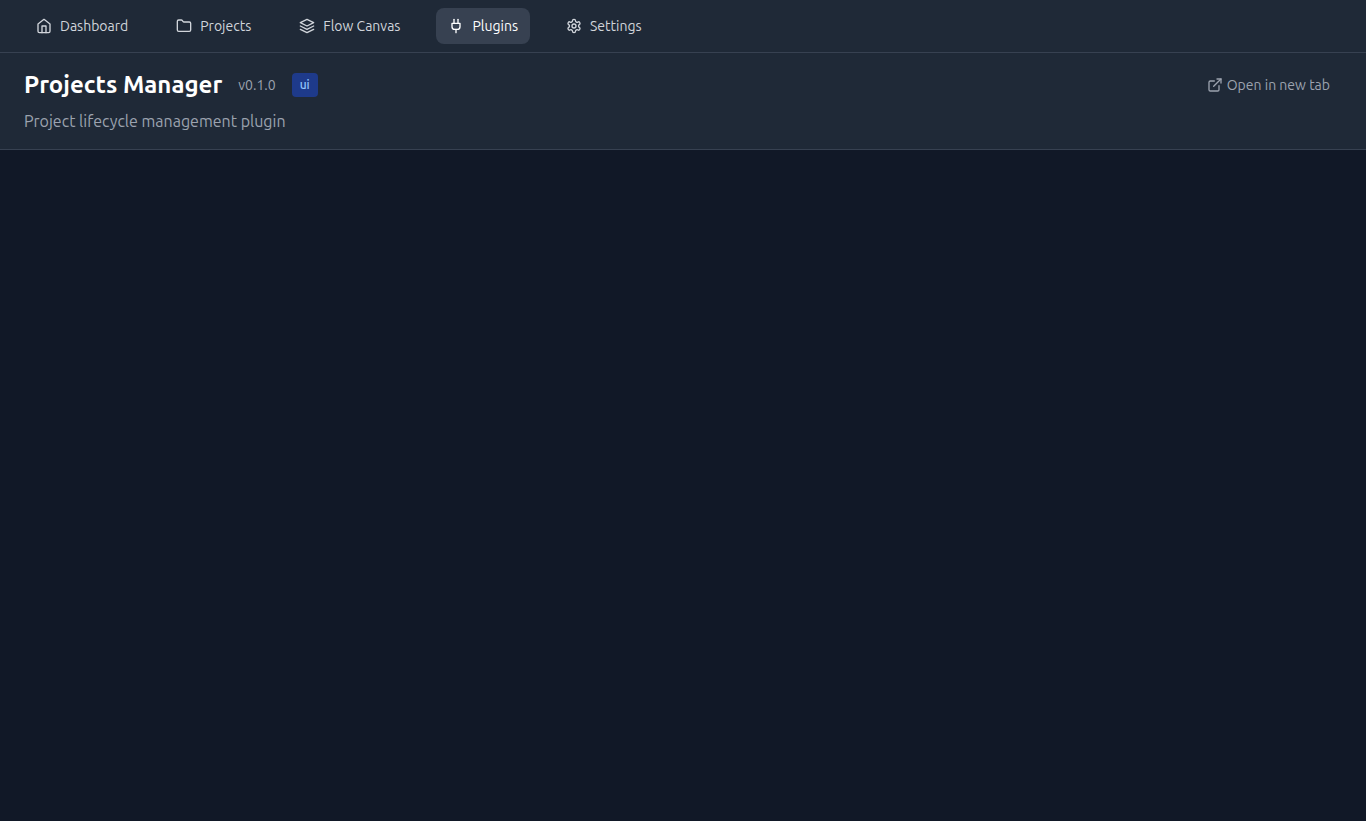 Dashboard Projects Flow Canvas Plugins Settings
Projects Manager v0.1.0 ui Open in new tab
Project lifecycle management plugin